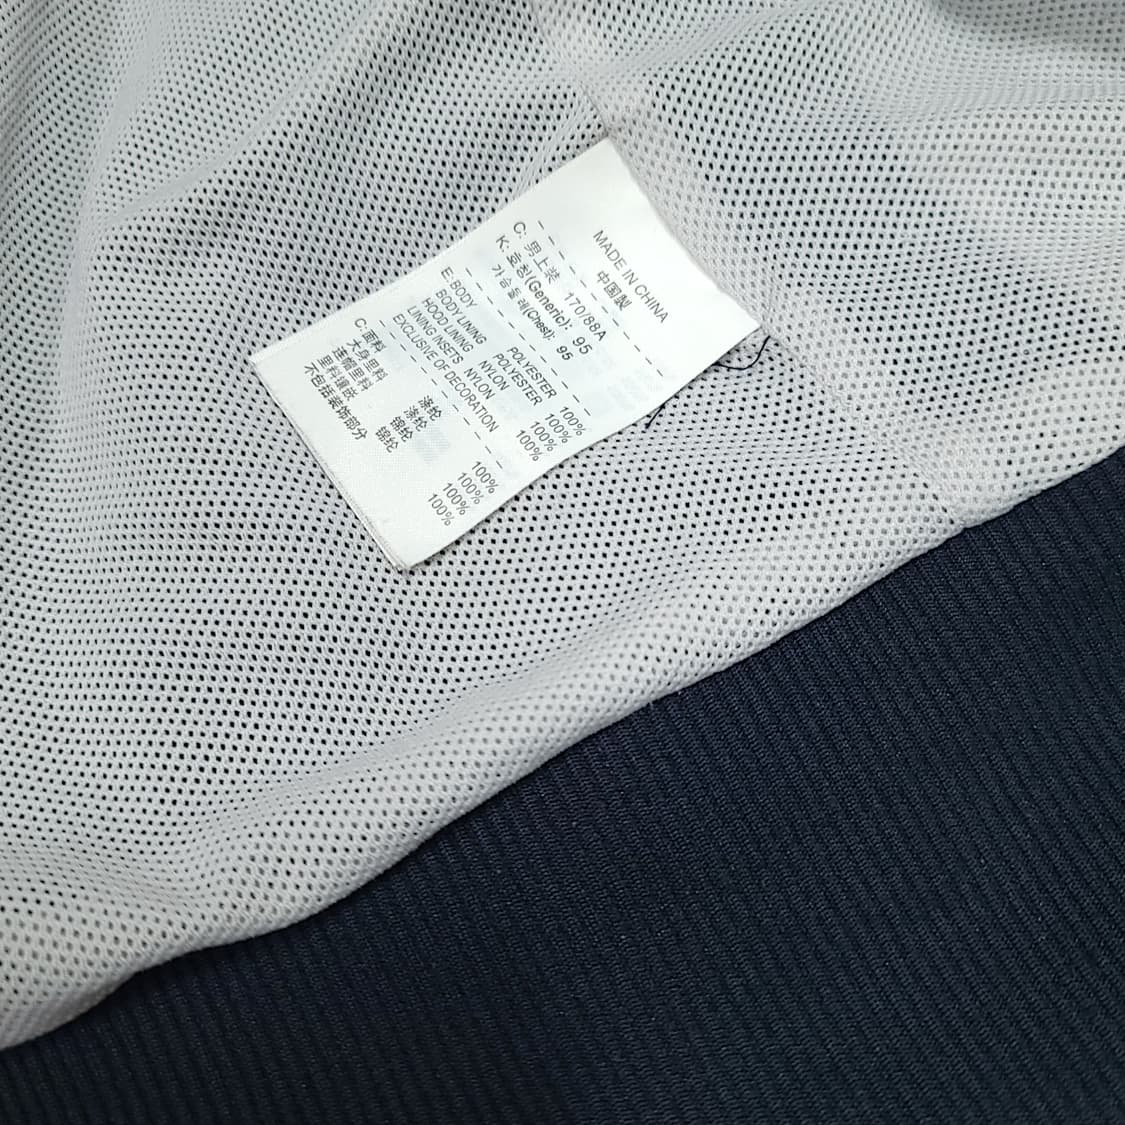 MADE IN CHINA
中国製
C: 男上装 170/88A
K: 호칭(Generic): 95
가슴둘레(Chest): 95
E:BODY POLYESTER 100%
BODY LINING POLYESTER 100%
HOOD LINING NYLON 100%
LINING INSETS NYLON 100%
EXCLUSIVE OF DECORATION
C:面料 涤纶 100%
大身里料 涤纶 100%
连帽里料 锦纶 100%
里料镶嵌 锦纶
不包括装饰部分